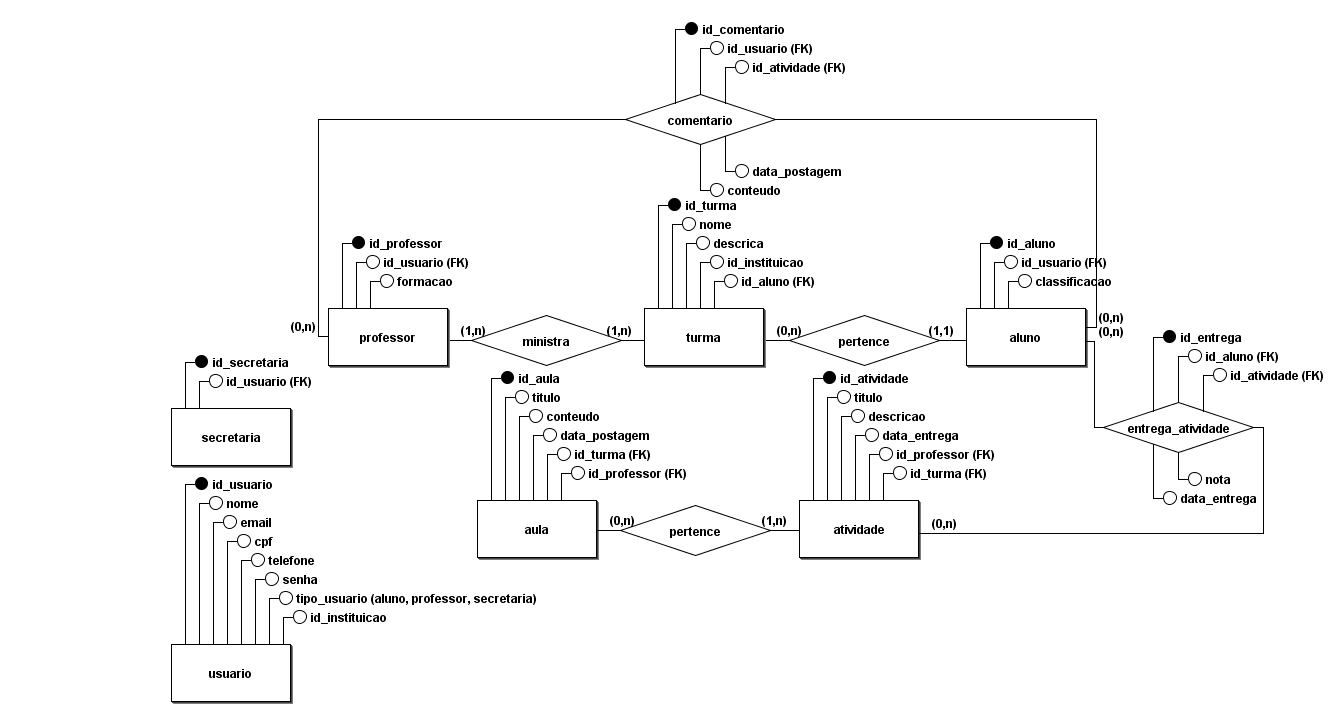 id_comentario
id_usuario (FK)
id_atividade (FK)
comentario
data_postagem
conteudo
id_professor
id_usuario (FK)
formacao
(0,n)
professor
(1,n)
ministra
(1,n)
id_turma
nome
descrica
id_instituicao
id_aluno (FK)
turma
(0,n)
pertence
(1,1)
id_aluno
id_usuario (FK)
classificacao
aluno
(0,n)
(0,n)
id_entrega
id_aluno (FK)
id_atividade (FK)
entrega_atividade
nota
data_entrega
id_secretaria
id_usuario (FK)
secretaria
id_aula
titulo
conteudo
data_postagem
id_turma (FK)
id_professor (FK)
aula
(0,n)
pertence
(1,n)
id_atividade
titulo
descricao
data_entrega
id_professor (FK)
id_turma (FK)
atividade
(0,n)
id_usuario
nome
email
cpf
telefone
senha
tipo_usuario (aluno, professor, secretaria)
id_instituicao
usuario